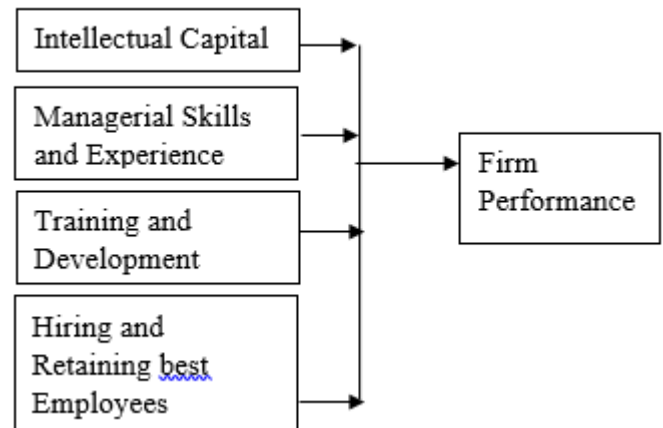 Intellectual Capital
Managerial Skills
and Experience
Training and
Development
Hiring and
Retaining best
Employees
Firm
Performance